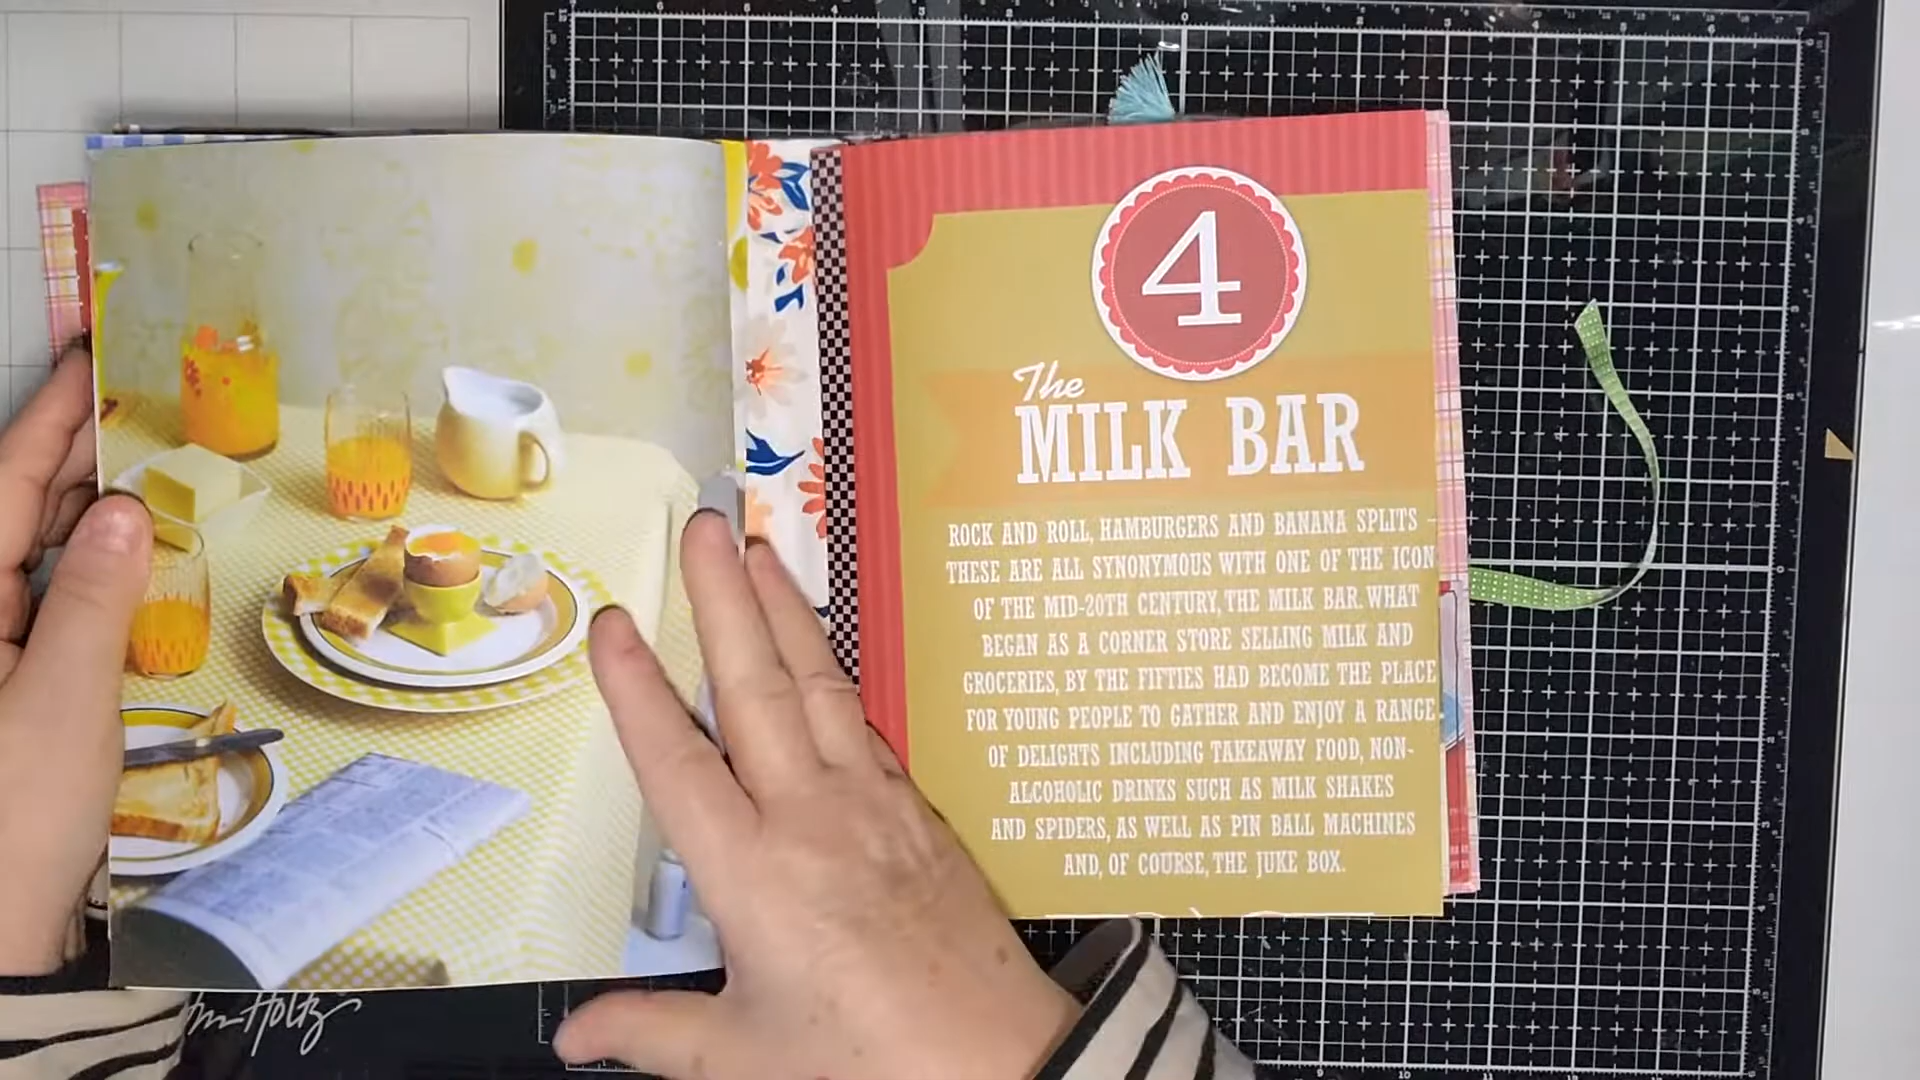 4
The
MILK BAR
ROCK AND ROLL, HAMBURGERS AND BANANA SPLITS –
THESE ARE ALL SYNONYMOUS WITH ONE OF THE ICON
OF THE MID-20TH CENTURY, THE MILK BAR. WHAT
BEGAN AS A CORNER STORE SELLING MILK AND
GROCERIES, BY THE FIFTIES HAD BECOME THE PLACE
FOR YOUNG PEOPLE TO GATHER AND ENJOY A RANGE
OF DELIGHTS INCLUDING TAKEAWAY FOOD, NON-
ALCOHOLIC DRINKS SUCH AS MILK SHAKES
AND SPIDERS, AS WELL AS PIN BALL MACHINES
AND, OF COURSE, THE JUKE BOX.
Holtz